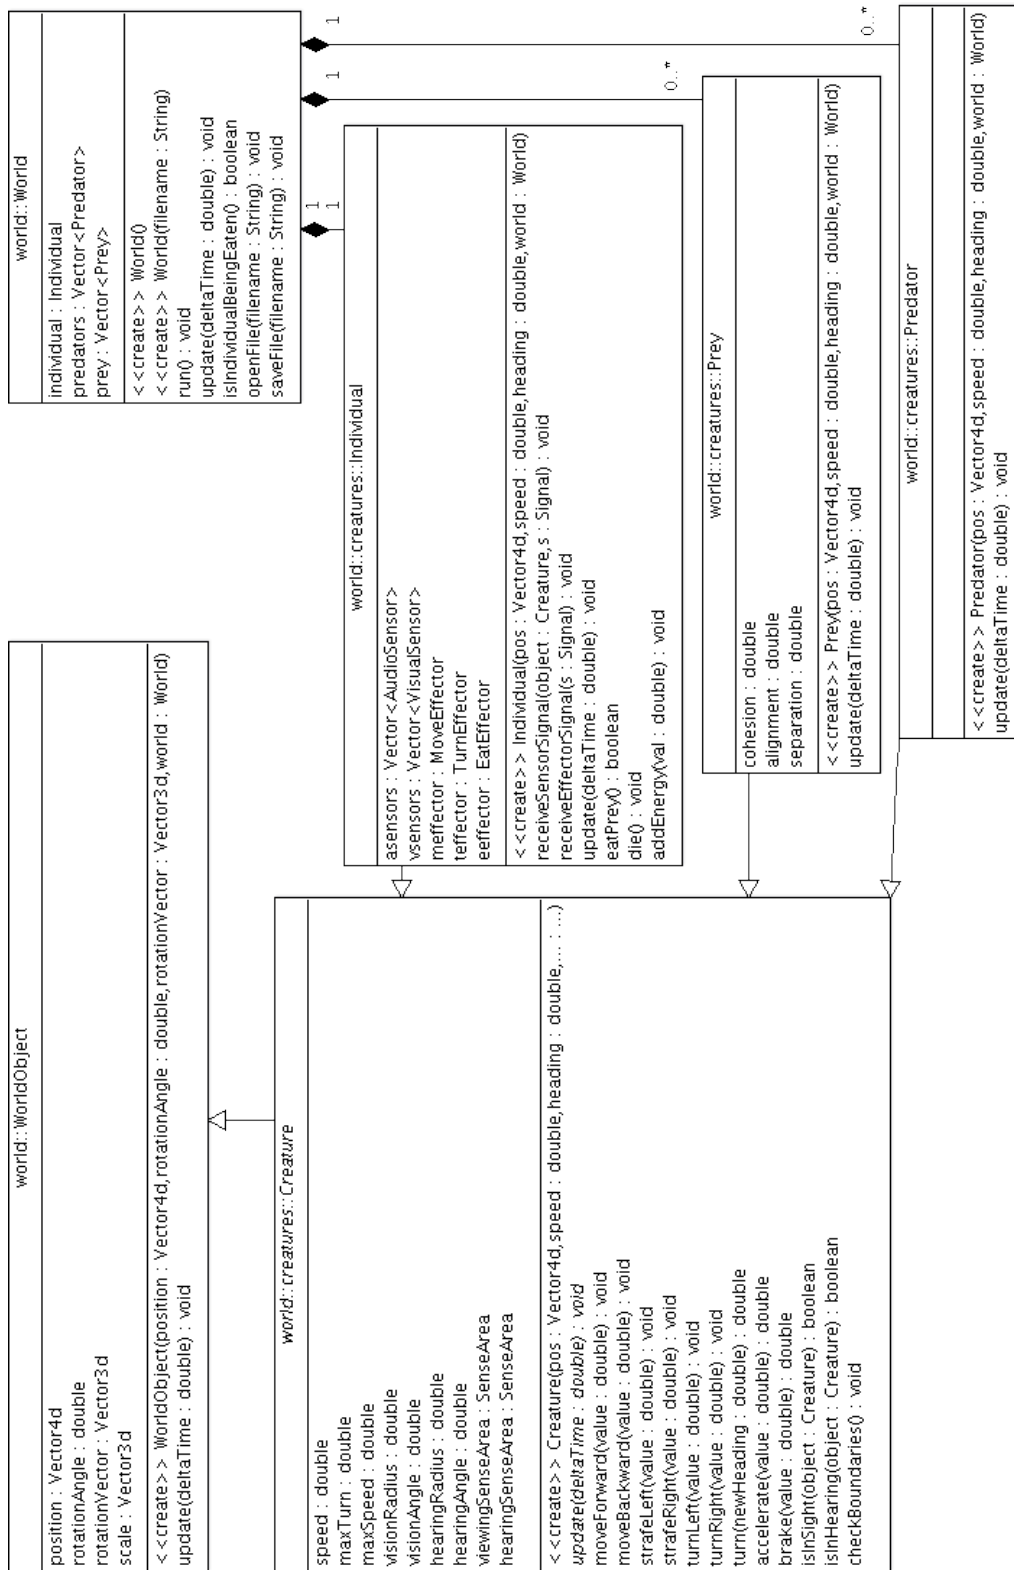 world::World
individual : Individual
predators : Vector<Predator>
prey : Vector<Prey>
<<create>> World()
<<create>> World(filename : String)
run() : void
update(deltaTime : double) : void
isIndividualBeingEaten() : boolean
openFile(filename : String) : void
saveFile(filename : String) : void
1
1
1
1
0..*
0..*
world::creatures::Individual
asensors : Vector<AudioSensor>
vsensors : Vector<VisualSensor>
meffector : MoveEffector
teffector : TurnEffector
eeffector : EatEffector
<<create>> Individual(pos : Vector4d,speed : double,heading : double,world : World)
receiveSensorSignal(object : Creature,s : Signal) : void
receiveEffectorSignal(s : Signal) : void
update(deltaTime : double) : void
eatPrey() : boolean
die() : void
addEnergy(val : double) : void
world::creatures::Prey
cohesion : double
alignment : double
separation : double
<<create>> Prey(pos : Vector4d,speed : double,heading : double,world : World)
update(deltaTime : double) : void
world::creatures::Predator
<<create>> Predator(pos : Vector4d,speed : double,heading : double,world : World)
update(deltaTime : double) : void
world::WorldObject
position : Vector4d
rotationAngle : double
rotationVector : Vector3d
scale : Vector3d
<<create>> WorldObject(position : Vector4d,rotationAngle : double,rotationVector : Vector3d,world : World)
update(deltaTime : double) : void
world::creatures::Creature
speed : double
maxTurn : double
maxSpeed : double
visionRadius : double
visionAngle : double
hearingRadius : double
hearingAngle : double
viewingSenseArea : SenseArea
hearingSenseArea : SenseArea
<<create>> Creature(pos : Vector4d,speed : double,heading : double,... : ...)
update(deltaTime : double) : void
moveForward(value : double) : void
moveBackward(value : double) : void
strafeLeft(value : double) : void
strafeRight(value : double) : void
turnLeft(value : double) : void
turnRight(value : double) : void
turn(newHeading : double) : double
accelerate(value : double) : double
brake(value : double) : double
isInSight(object : Creature) : boolean
isInHearing(object : Creature) : boolean
checkBoundaries() : void